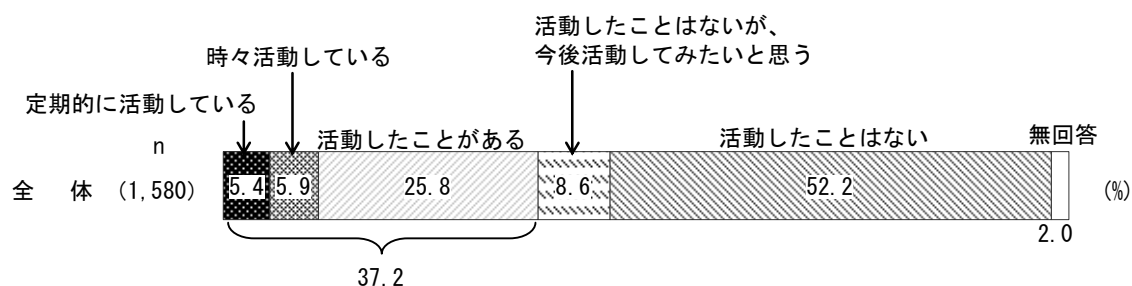 活動したことはないが、
今後活動してみたいと思う
時々活動している
定期的に活動している
n
活動したことがある
活動したことはない
無回答
全　体 (1,580)
5.4
5.9
25.8
8.6
52.2
(%)
2.0
37.2